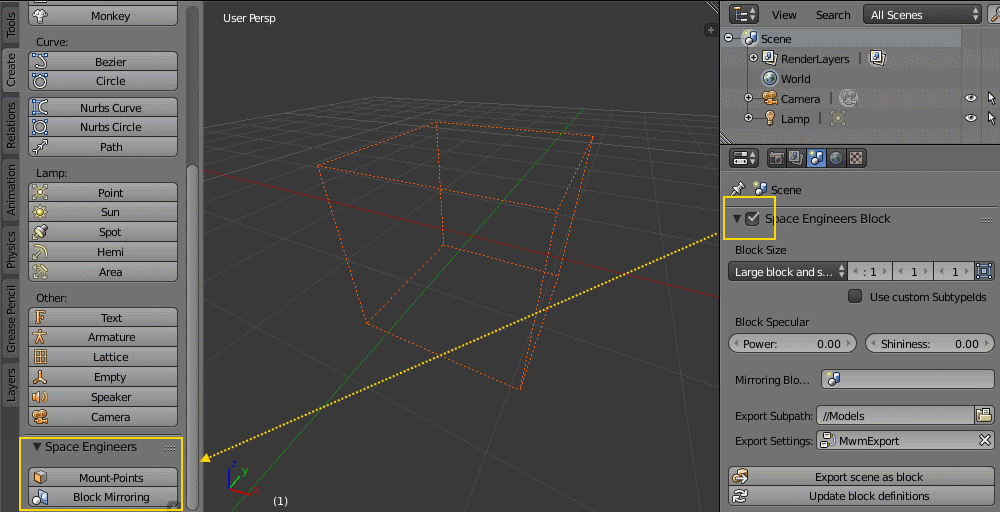 Tools
Create
Relations
Animation
Physics
Grease Pencil
Layers
Monkey
Curve:
Bezier
Circle
Nurbs Curve
Nurbs Circle
Path
Lamp:
Point
Sun
Spot
Hemi
Area
Other:
Text
Armature
Lattice
Empty
Speaker
Camera
Space Engineers
Mount-Points
Block Mirroring
User Persp
z
y
x
(1)
View Search All Scenes
Scene
RenderLayers
World
Camera
Lamp
Scene
Space Engineers Block
Block Size
Large block and s... : 1 1 1
Use custom SubtypeIds
Block Specular
Power: 0.00 Shininess: 0.00
Mirroring Blo...
Export Subpath: //Models
Export Settings: MwmExport
Export scene as block
Update block definitions